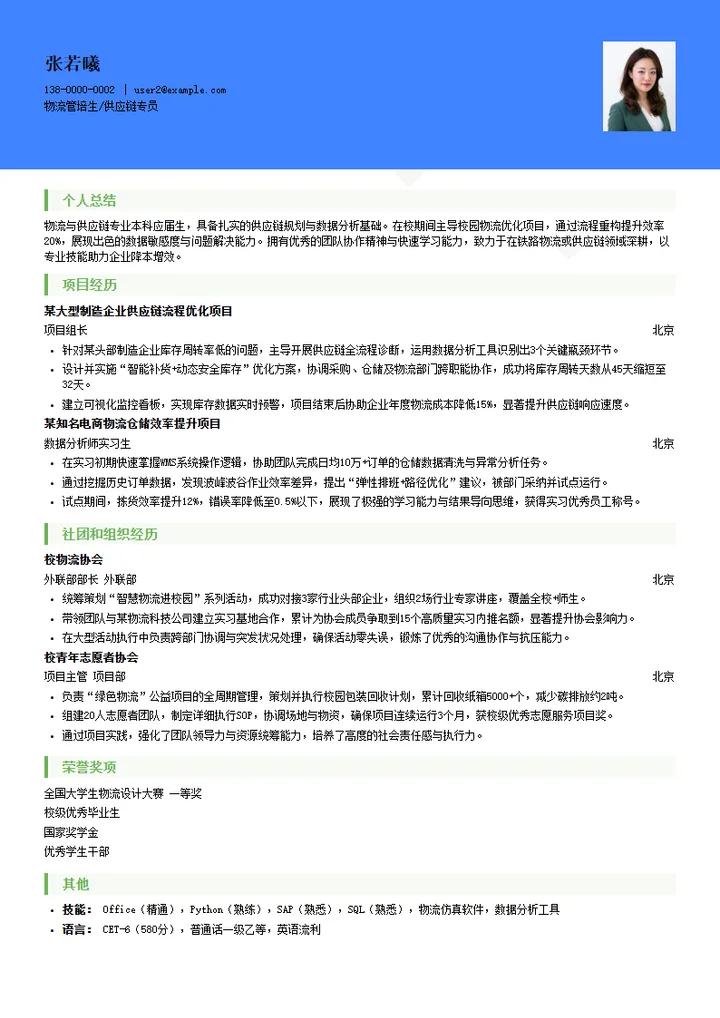 张若曦
138-0000-0002 | user2@example.com
物流管培生/供应链专员
个人总结
物流与供应链专业本科应届生，具备扎实的供应链规划与数据分析基础。在校期间主导校园物流优化项目，通过流程重构提升效率
20%，展现出色的数据敏感度与问题解决能力。拥有优秀的团队协作精神与快速学习能力，致力于在铁路物流或供应链领域深耕，以
专业技能助力企业降本增效。
项目经历
某大型制造企业供应链流程优化项目
项目组长 北京
• 针对某头部制造企业库存周转率低的问题，主导开展供应链全流程诊断，运用数据分析工具识别出3个关键瓶颈环节。
• 设计并实施“智能补货+动态安全库存”优化方案，协调采购、仓储及物流部门跨职能协作，成功将库存周转天数从45天缩短至
32天。
• 建立可视化监控看板，实现库存数据实时预警，项目结束后协助企业年度物流成本降低15%，显著提升供应链响应速度。
某知名电商物流仓储效率提升项目
数据分析师实习生 北京
• 在实习初期快速掌握WMS系统操作逻辑，协助团队完成日均10万+订单的仓储数据清洗与异常分析任务。
• 通过挖掘历史订单数据，发现波峰波谷作业效率差异，提出“弹性排班+路径优化”建议，被部门采纳并试点运行。
• 试点期间，拣货效率提升12%，错误率降低至0.5%以下，展现了极强的学习能力与结果导向思维，获得实习优秀员工称号。
社团和组织经历
校物流协会
外联部部长 外联部 北京
• 统筹策划“智慧物流进校园”系列活动，成功对接3家行业头部企业，组织2场行业专家讲座，覆盖全校+师生。
• 带领团队与某物流科技公司建立实习基地合作，累计为协会成员争取到15个高质量实习内推名额，显著提升协会影响力。
• 在大型活动执行中负责跨部门协调与突发状况处理，确保活动零失误，锻炼了优秀的沟通协作与抗压能力。
校青年志愿者协会
项目主管 项目部 北京
• 负责“绿色物流”公益项目的全周期管理，策划并执行校园包装回收计划，累计回收纸箱5000+个，减少碳排放约2吨。
• 组建20人志愿者团队，制定详细执行SOP，协调场地与物资，确保项目连续运行3个月，获校级优秀志愿服务项目奖。
• 通过项目实践，强化了团队领导力与资源统筹能力，培养了高度的社会责任感与执行力。
荣誉奖项
全国大学生物流设计大赛 一等奖
校级优秀毕业生
国家奖学金
优秀学生干部
其他
• 技能： Office（精通），Python（熟练），SAP（熟悉），SQL（熟悉），物流仿真软件，数据分析工具
• 语言： CET-6（580分），普通话一级乙等，英语流利